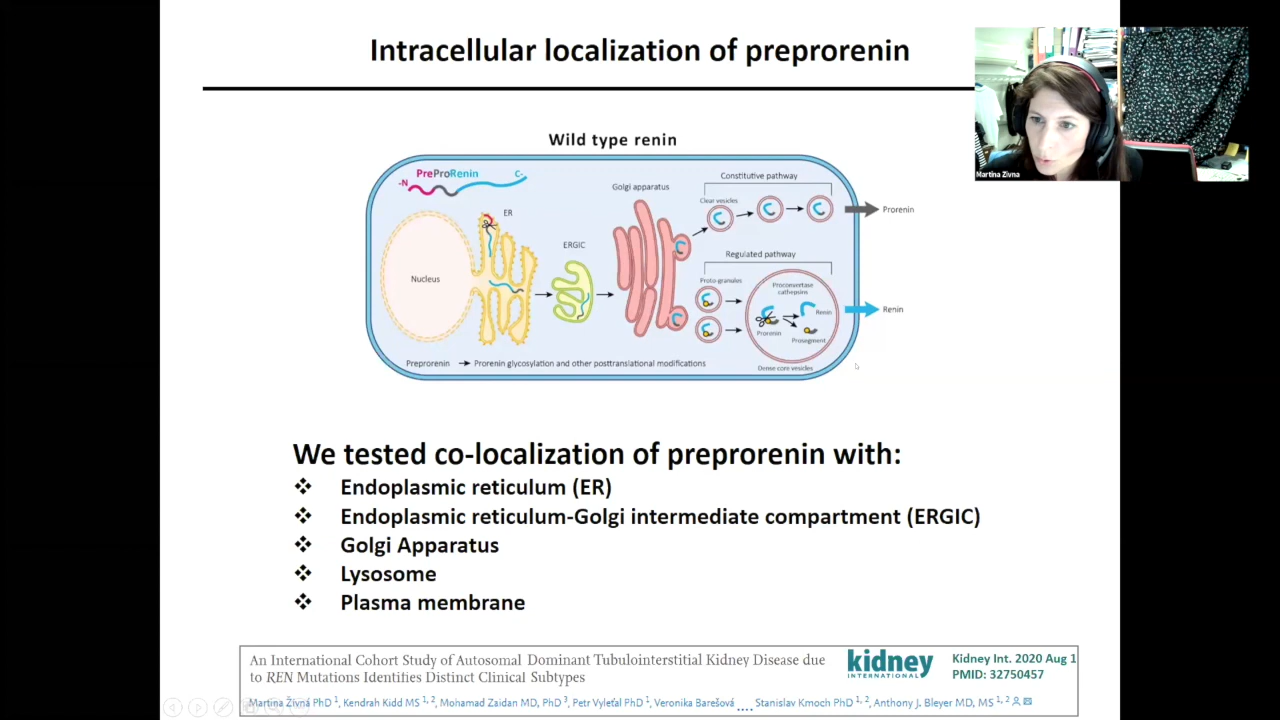 Intracellular localization of preprorenin
Martina Zivna
Wild type renin
PreProRenin
-N
C-
ER
ERGIC
Nucleus
Golgi apparatus
Constitutive pathway
Clear vesicles
Prorenin
Regulated pathway
Proto granules
Proconvertase
cathepsins
Renin
Prorenin
Prosegment
Renin
Dense core vesicles
Preprorenin → Prorenin glycosylation and other posttranslational modifications
We tested co-localization of preprorenin with:
❖ Endoplasmic reticulum (ER)
❖ Endoplasmic reticulum-Golgi intermediate compartment (ERGIC)
❖ Golgi Apparatus
❖ Lysosome
❖ Plasma membrane
An International Cohort Study of Autosomal Dominant Tubulointerstitial Kidney Disease due
to REN Mutations Identifies Distinct Clinical Subtypes
kidney
INTERNATIONAL
Kidney Int. 2020 Aug 1
PMID: 32750457
Martina Živná PhD 1, Kendrah Kidd MS 1, 2, Mohamad Zaidan MD, PhD 3, Petr Vyleťal PhD 1, Veronika Barešová .... Stanislav Kmoch PhD 1, 2, Anthony J. Bleyer MD, MS 1, 2